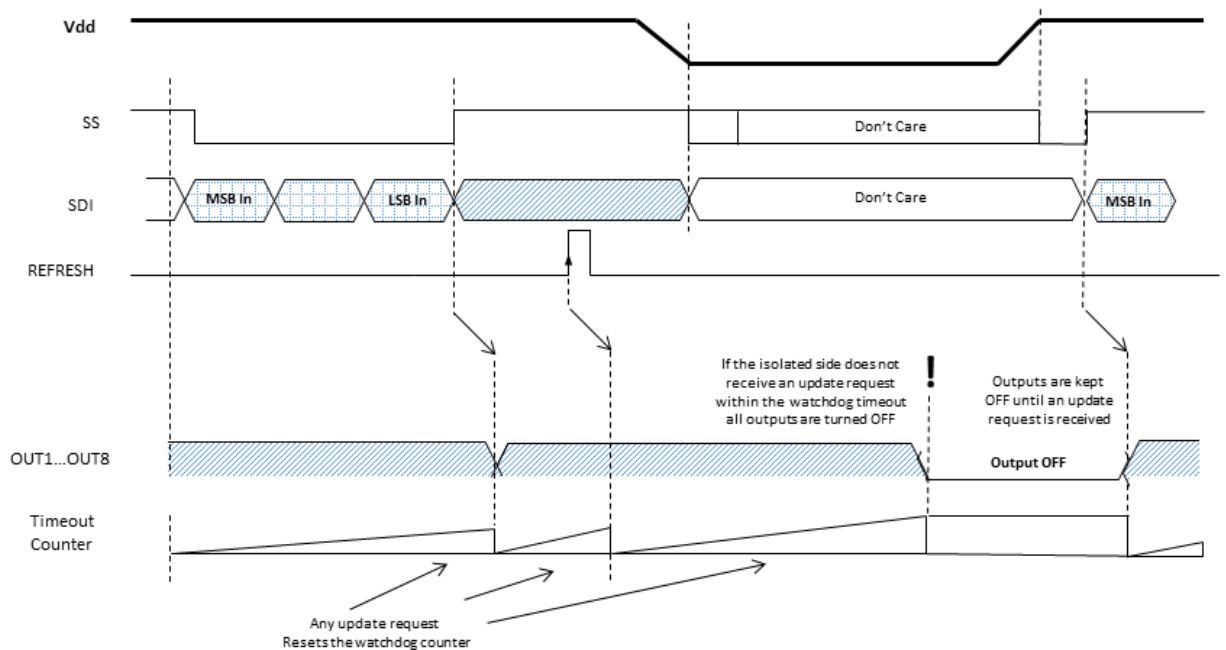 Vdd
SS
Don't Care
SDI
MSB In
LSB In
Don't Care
MSB In
REFRESH
If the isolated side does not
receive an update request
within the watchdog timeout
all outputs are turned OFF
!
Outputs are kept
OFF until an update
request is received
OUT1...OUT8
Output OFF
Timeout
Counter
Any update request
Resets the watchdog counter